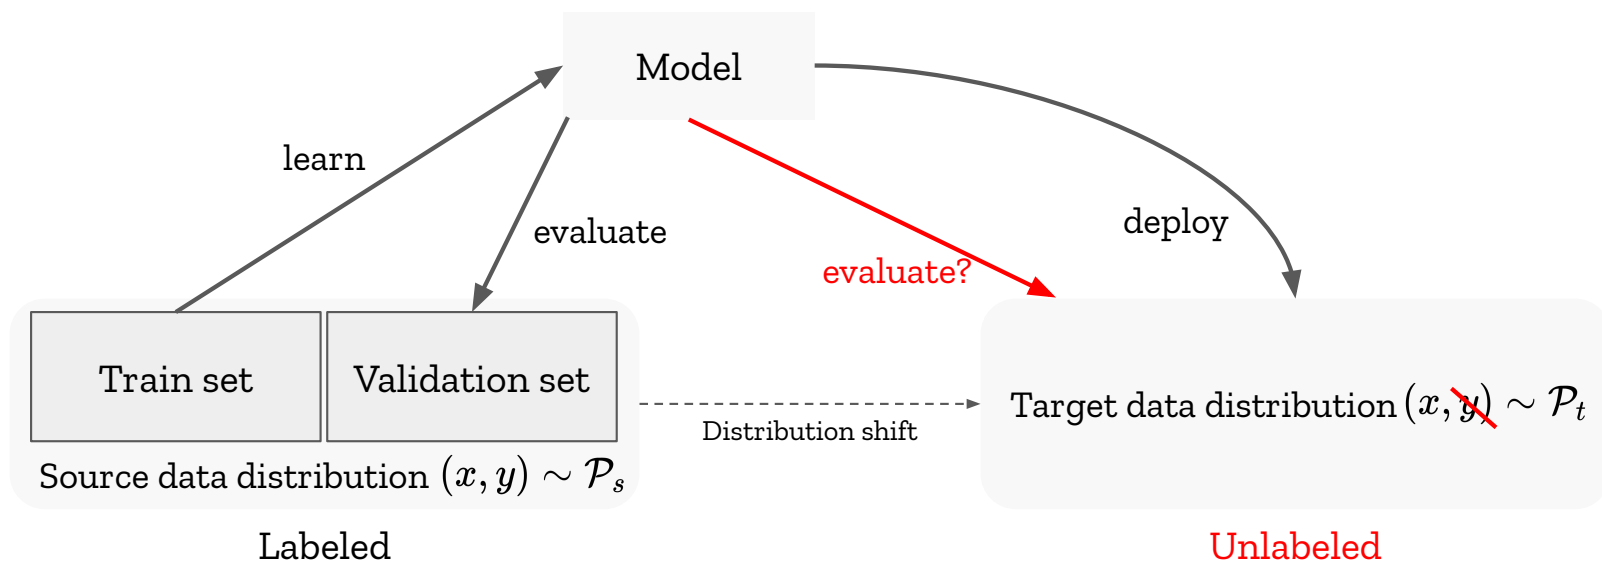 Model
learn
evaluate
evaluate?
deploy
Train set
Validation set
Source data distribution (x, y) ∼ 𝒫ₛ
Labeled
Distribution shift
Target data distribution (x, y) ∼ 𝒫ₜ
Unlabeled